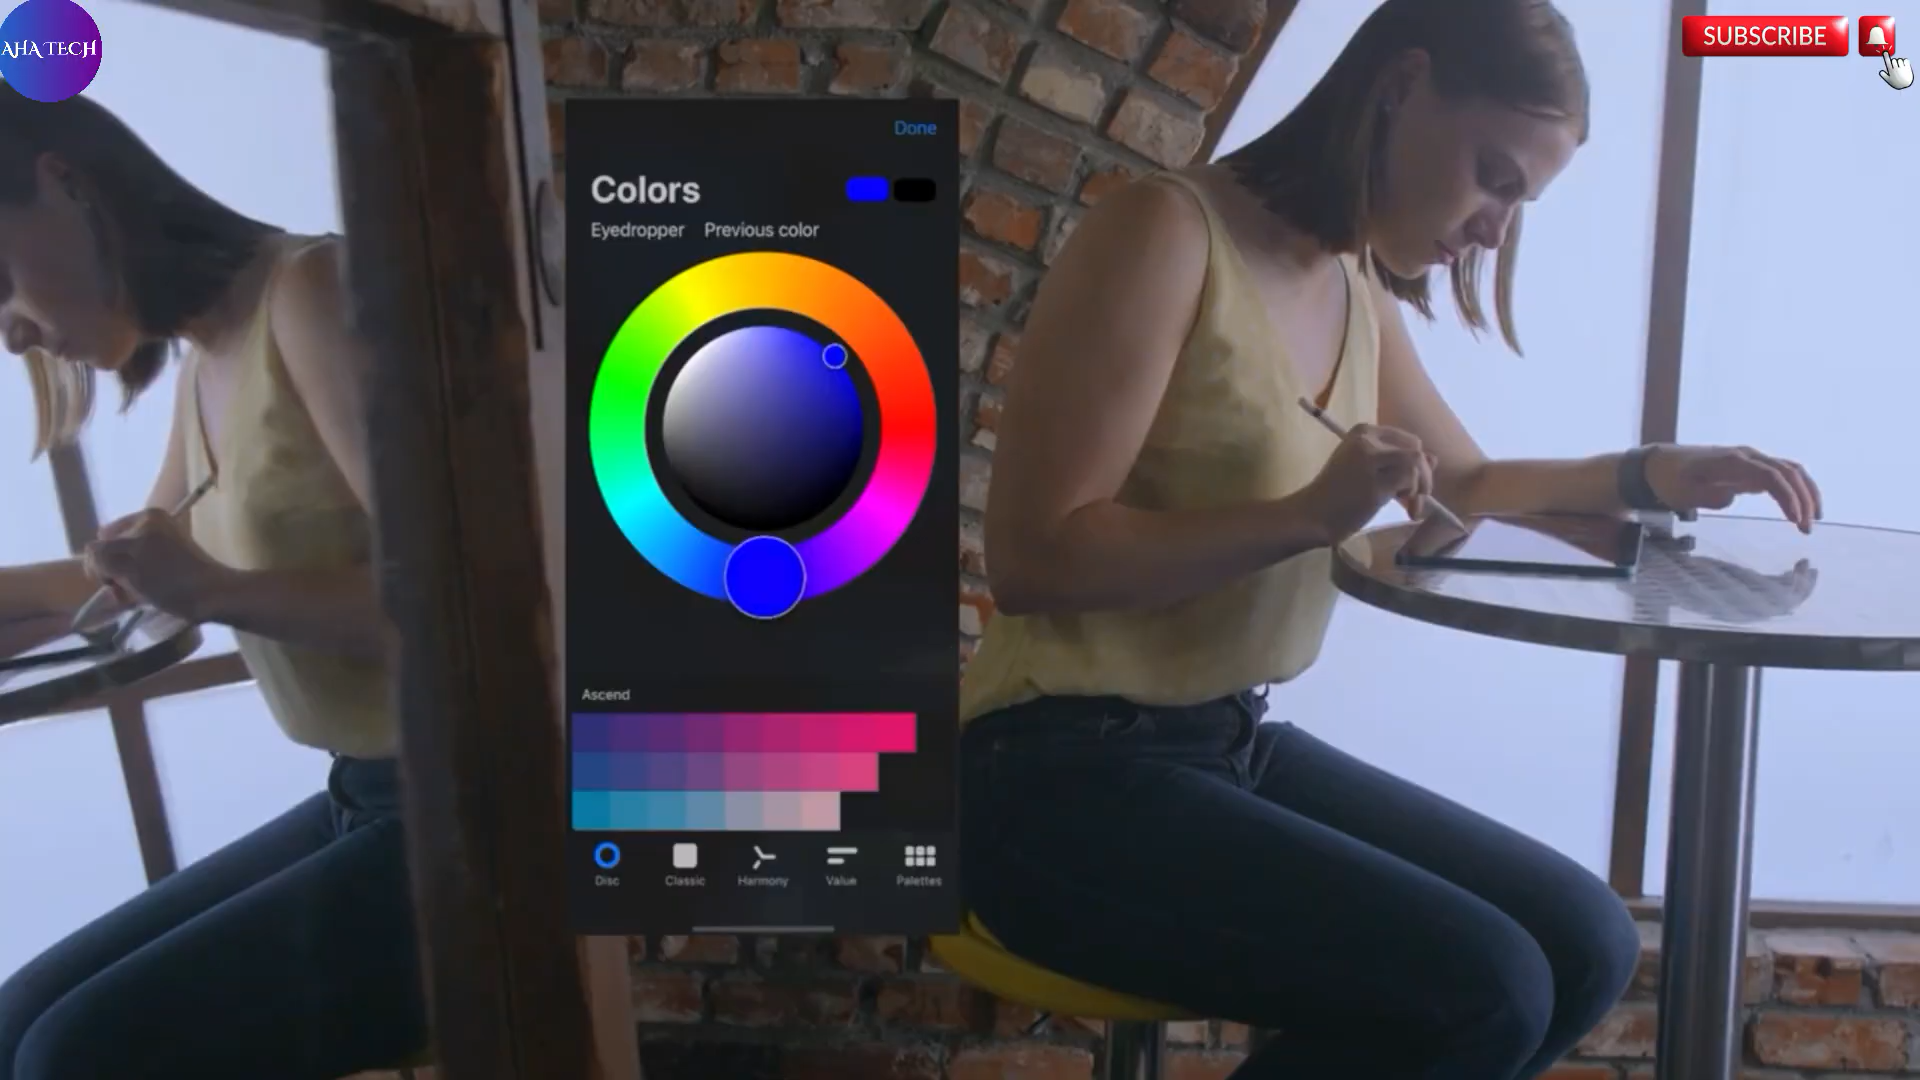 AHA TECH
SUBSCRIBE
Done
Colors
Eyedropper Previous color
Ascend
Disc Classic Harmony Value Palettes